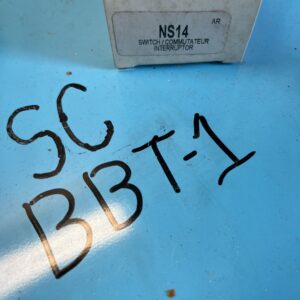 AR
NS14
SWITCH / COMMUTATEUR
INTERRUPTOR
SC
BBT-1